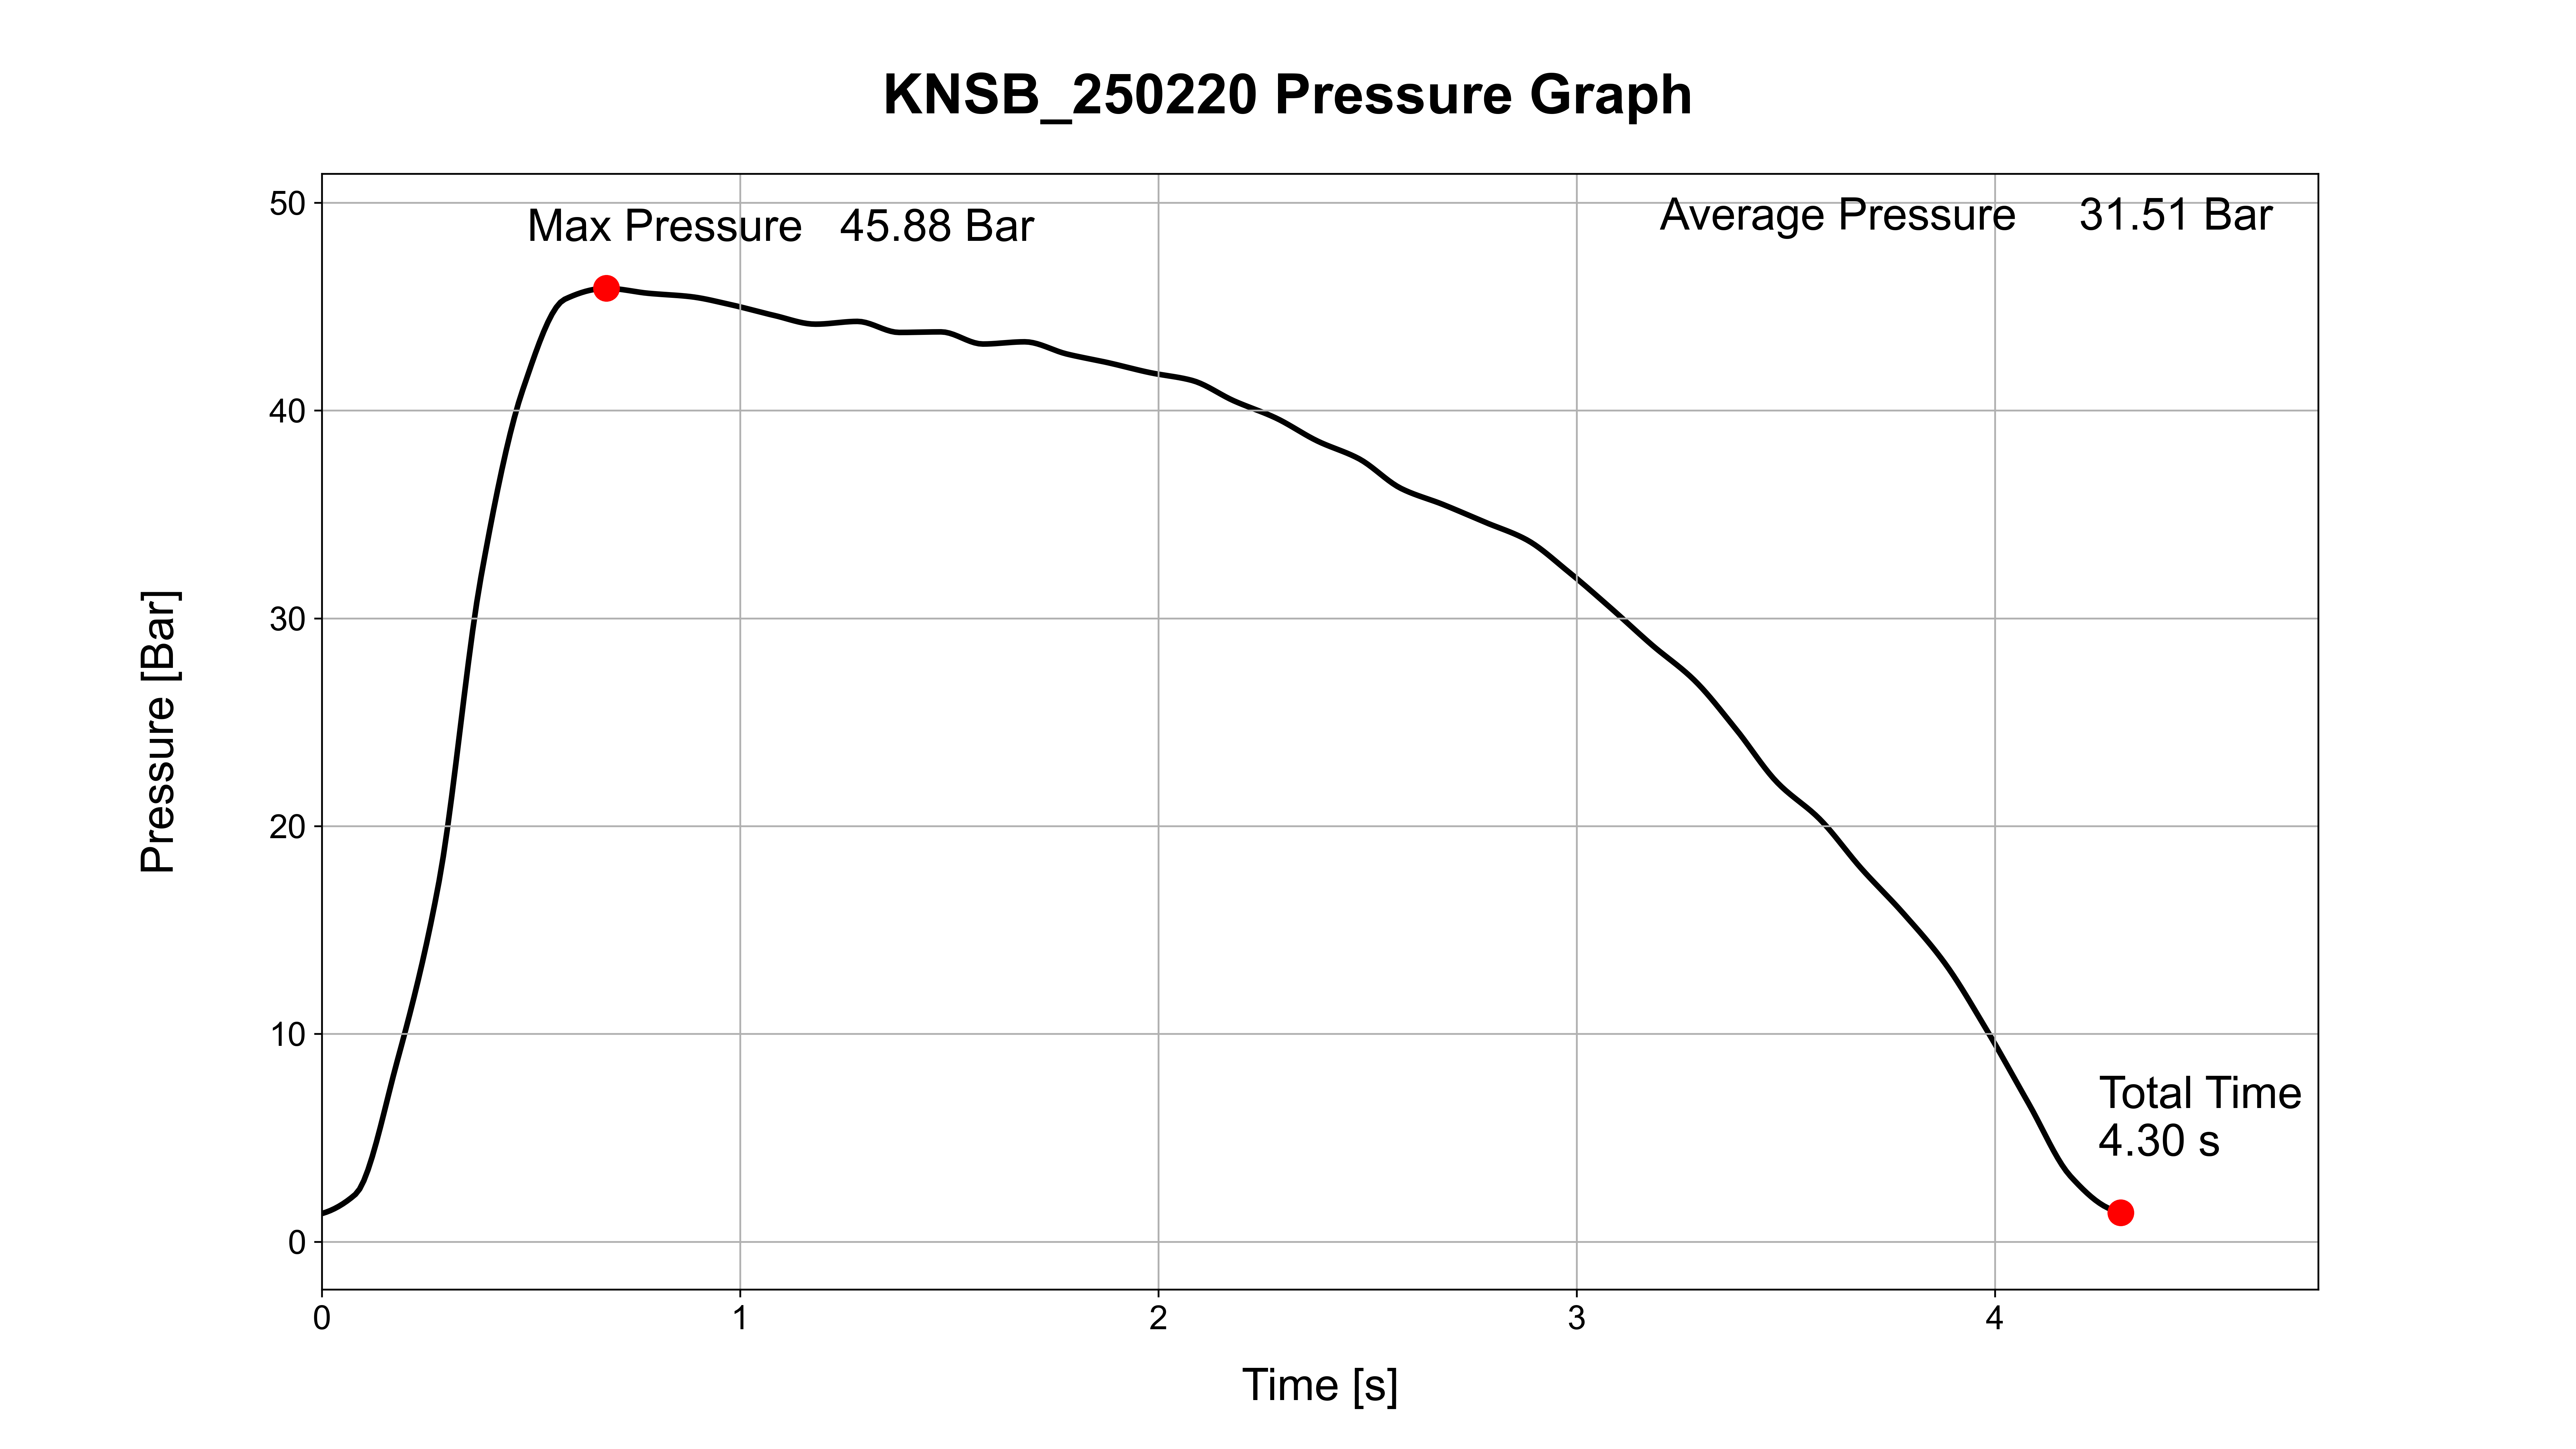 KNSB_250220 Pressure Graph
Max Pressure 45.88 Bar
Average Pressure 31.51 Bar
Total Time
4.30 s
Pressure [Bar]
50
40
30
20
10
0
0 1 2 3 4
Time [s]